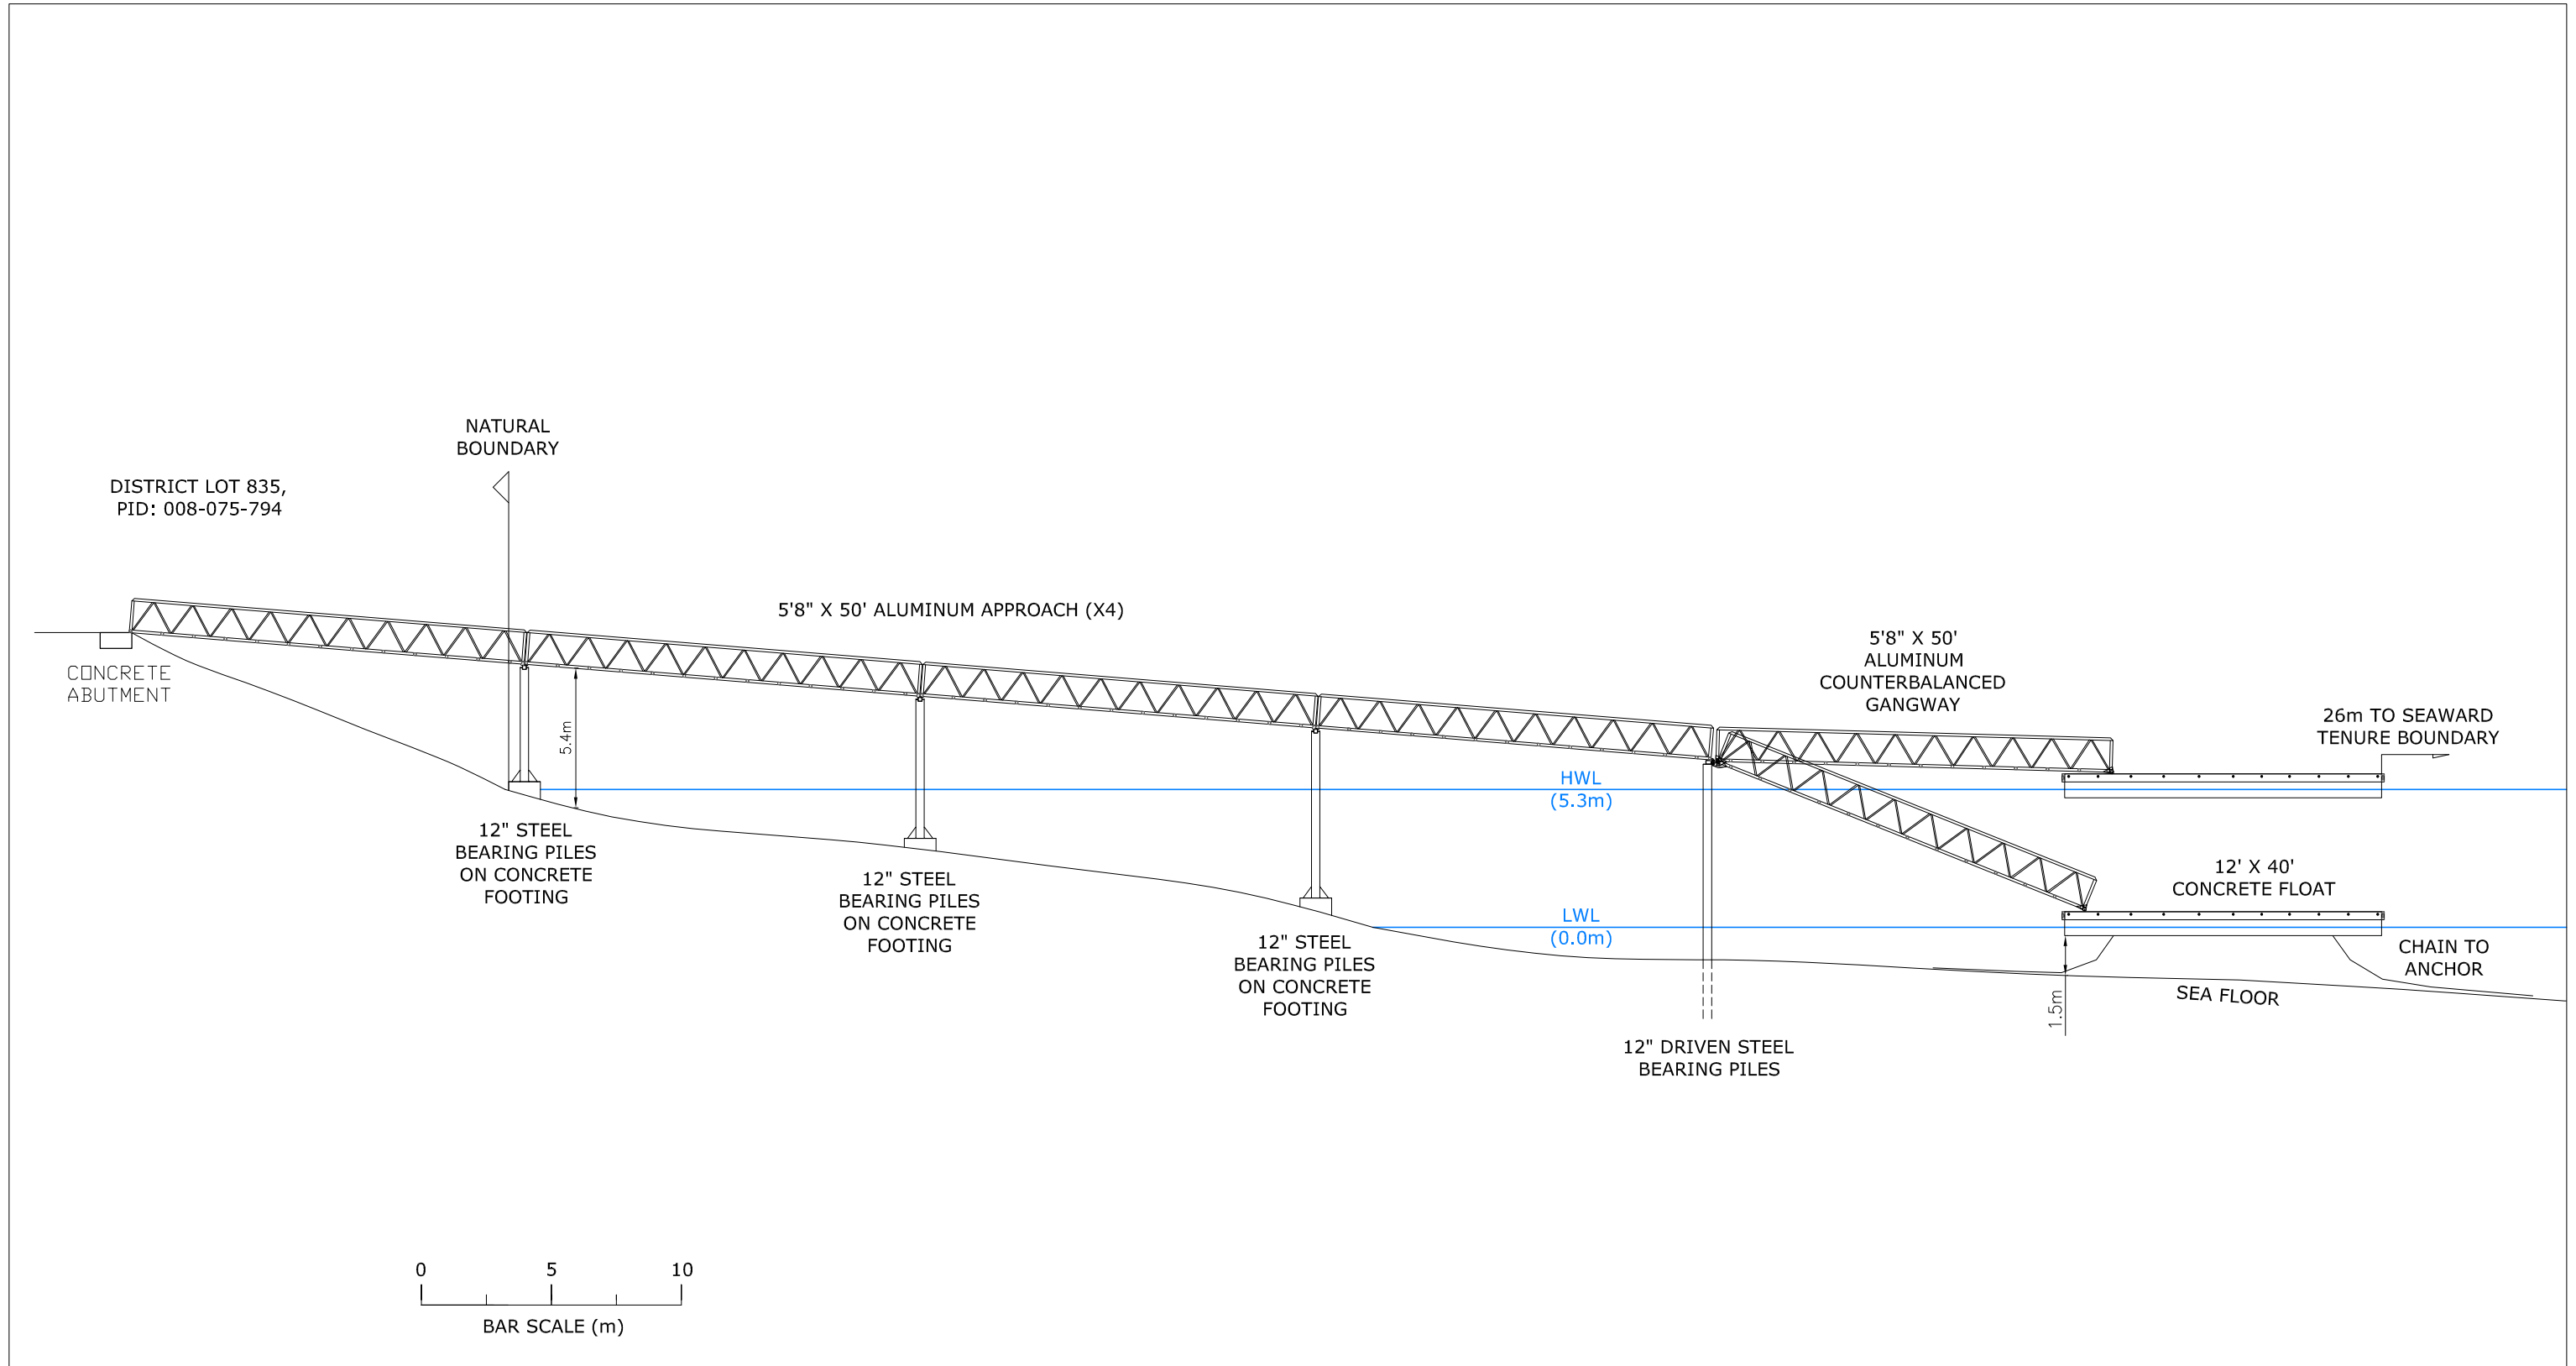 NATURAL
BOUNDARY
DISTRICT LOT 835,
PID: 008-075-794
5'8" X 50' ALUMINUM APPROACH (X4)
5'8" X 50'
ALUMINUM
COUNTERBALANCED
GANGWAY
CONCRETE
ABUTMENT
26m TO SEAWARD
TENURE BOUNDARY
5.4m
HWL
(5.3m)
12" STEEL
BEARING PILES
ON CONCRETE
FOOTING
12" STEEL
BEARING PILES
ON CONCRETE
FOOTING
12' X 40'
CONCRETE FLOAT
LWL
(0.0m)
12" STEEL
BEARING PILES
ON CONCRETE
FOOTING
CHAIN TO
ANCHOR
SEA FLOOR
1.5m
12" DRIVEN STEEL
BEARING PILES
0 5 10
BAR SCALE (m)